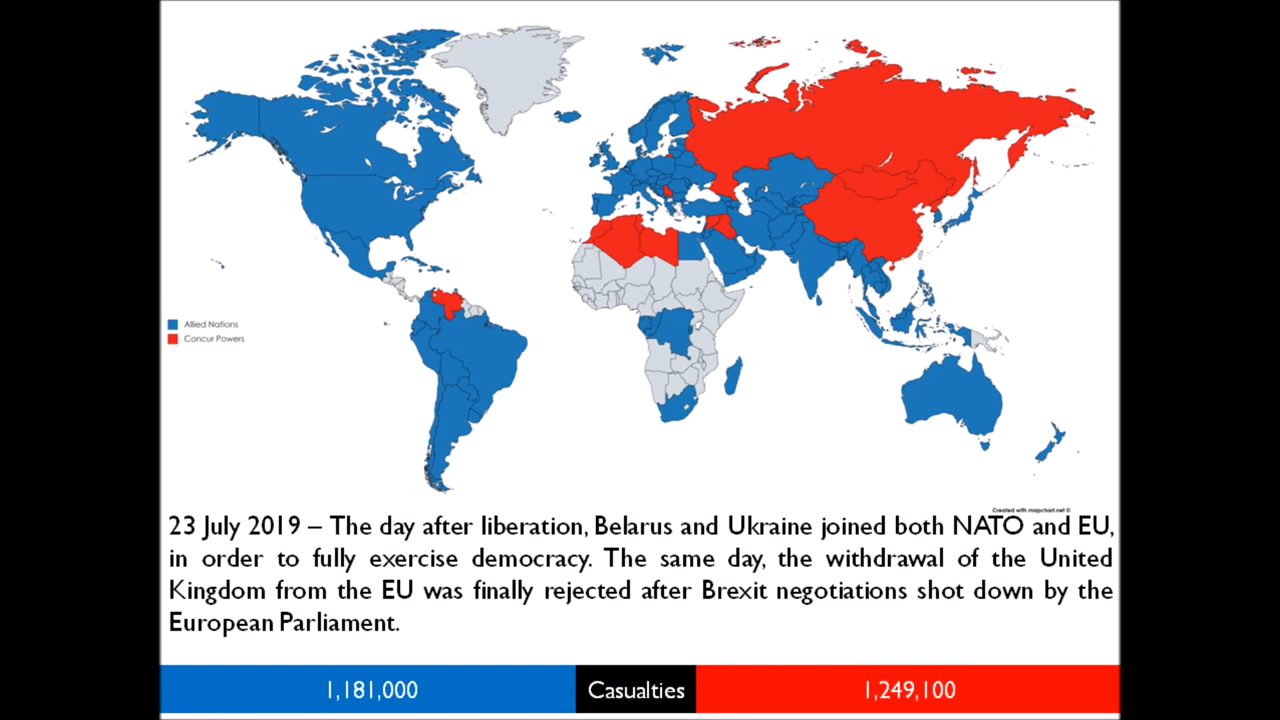 Allied Nations
Concur Powers
Created with mapchart.net ©
23 July 2019 – The day after liberation, Belarus and Ukraine joined both NATO and EU,
in order to fully exercise democracy. The same day, the withdrawal of the United
Kingdom from the EU was finally rejected after Brexit negotiations shot down by the
European Parliament.
1,181,000 Casualties 1,249,100